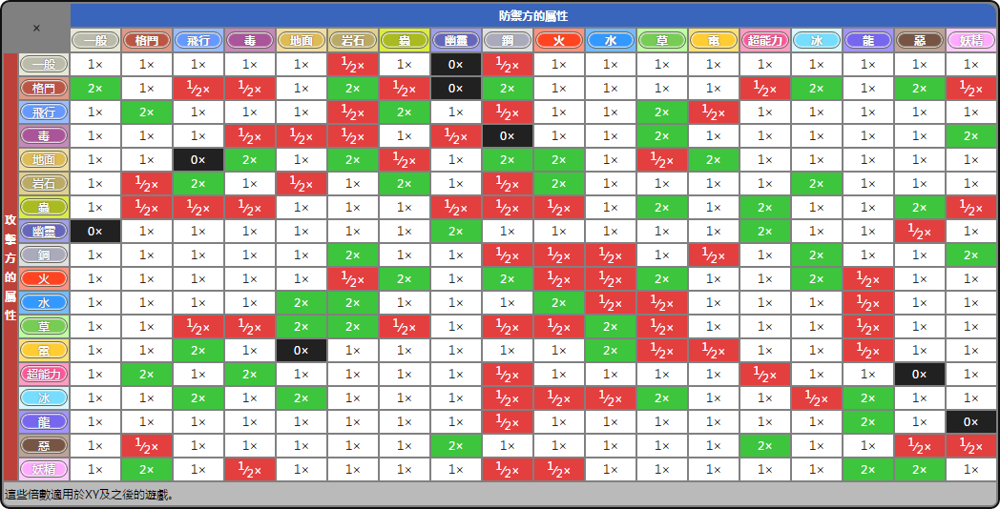 ×
防禦方的屬性
一般 格鬥 飛行 毒 地面 岩石 蟲 幽靈 鋼 火 水 草 電 超能力 冰 龍 惡 妖精
攻擊方的屬性
一般 1× 1× 1× 1× 1× ½× 1× 0× ½× 1× 1× 1× 1× 1× 1× 1× 1× 1×
格鬥 2× 1× ½× ½× 1× 2× ½× 0× 2× 1× 1× 1× 1× ½× 2× 1× 2× ½×
飛行 1× 2× 1× 1× 1× ½× 2× 1× ½× 1× 1× 2× ½× 1× 1× 1× 1× 1×
毒 1× 1× 1× ½× ½× ½× 1× ½× 0× 1× 1× 2× 1× 1× 1× 1× 1× 2×
地面 1× 1× 0× 2× 1× 2× ½× 1× 2× 2× 1× ½× 2× 1× 1× 1× 1× 1×
岩石 1× ½× 2× 1× ½× 1× 2× 1× ½× 2× 1× 1× 1× 1× 2× 1× 1× 1×
蟲 1× ½× ½× ½× 1× 1× 1× ½× ½× ½× 1× 2× 1× 2× 1× 1× 2× ½×
幽靈 0× 1× 1× 1× 1× 1× 1× 2× 1× 1× 1× 1× 1× 2× 1× 1× ½× 1×
鋼 1× 1× 1× 1× 1× 2× 1× 1× ½× ½× ½× 1× ½× 1× 2× 1× 1× 2×
火 1× 1× 1× 1× 1× ½× 2× 1× 2× ½× ½× 2× 1× 1× 2× ½× 1× 1×
水 1× 1× 1× 1× 2× 2× 1× 1× 1× 2× ½× ½× 1× 1× 1× ½× 1× 1×
草 1× 1× ½× ½× 2× 2× ½× 1× ½× ½× 2× ½× 1× 1× 1× ½× 1× 1×
電 1× 1× 2× 1× 0× 1× 1× 1× 1× 1× 2× ½× ½× 1× 1× ½× 1× 1×
超能力 1× 2× 1× 2× 1× 1× 1× 1× ½× 1× 1× 1× 1× ½× 1× 1× 0× 1×
冰 1× 1× 2× 1× 2× 1× 1× 1× ½× ½× ½× 2× 1× 1× ½× 2× 1× 1×
龍 1× 1× 1× 1× 1× 1× 1× 1× ½× 1× 1× 1× 1× 1× 1× 2× 1× 0×
惡 1× ½× 1× 1× 1× 1× 1× 2× 1× 1× 1× 1× 1× 2× 1× 1× ½× ½×
妖精 1× 2× 1× ½× 1× 1× 1× 1× ½× ½× 1× 1× 1× 1× 1× 2× 2× 1×
這些倍數適用於XY及之後的遊戲。